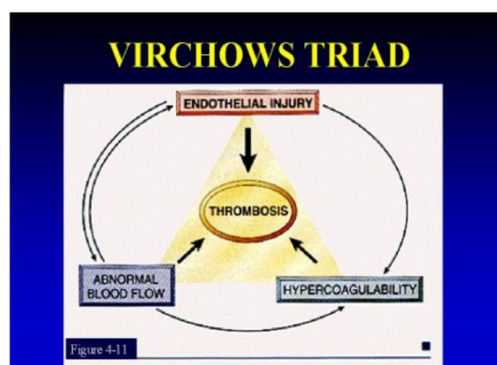 VIRCHOWS TRIAD
ENDOTHELIAL INJURY
THROMBOSIS
ABNORMAL
BLOOD FLOW
HYPERCOAGULABILITY
Figure 4-11